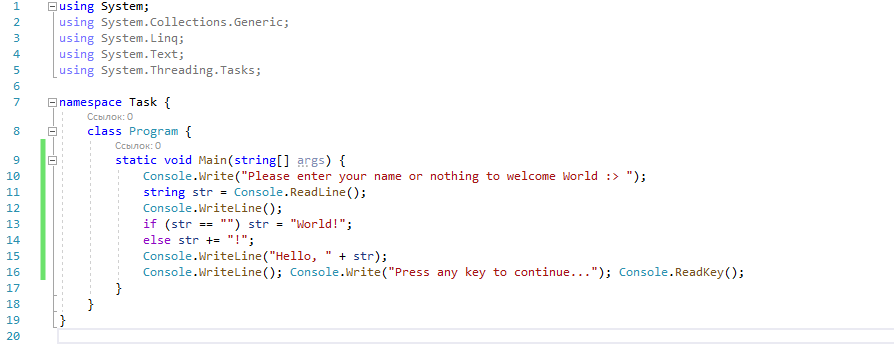 1 using System;
2 using System.Collections.Generic;
3 using System.Linq;
4 using System.Text;
5 using System.Threading.Tasks;
6
7 namespace Task {
Ссылок: 0
8 class Program {
Ссылок: 0
9 static void Main(string[] args) {
10 Console.Write("Please enter your name or nothing to welcome World :> ");
11 string str = Console.ReadLine();
12 Console.WriteLine();
13 if (str == "") str = "World!";
14 else str += "!";
15 Console.WriteLine("Hello, " + str);
16 Console.WriteLine(); Console.Write("Press any key to continue..."); Console.ReadKey();
17 }
18 }
19 }
20